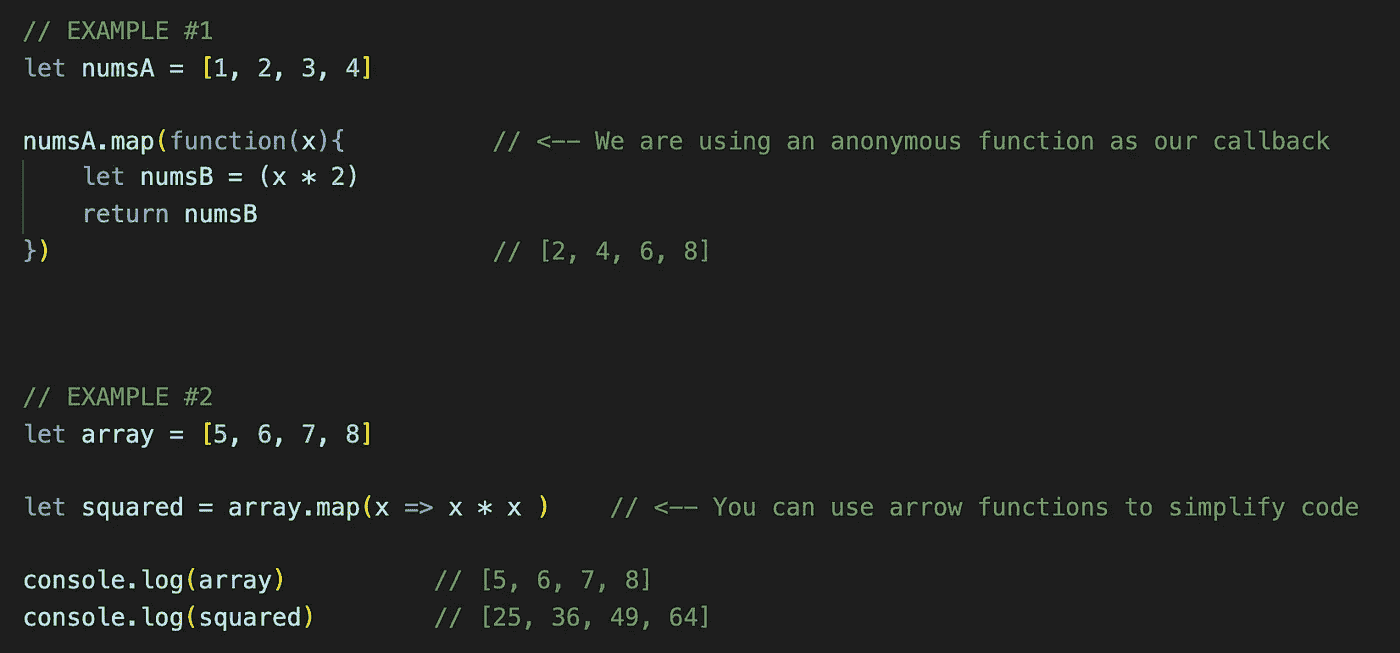 // EXAMPLE #1
let numsA = [1, 2, 3, 4]
numsA.map(function(x){ // <-- We are using an anonymous function as our callback
let numsB = (x * 2)
return numsB
}) // [2, 4, 6, 8]
// EXAMPLE #2
let array = [5, 6, 7, 8]
let squared = array.map(x => x * x ) // <-- You can use arrow functions to simplify code
console.log(array) // [5, 6, 7, 8]
console.log(squared) // [25, 36, 49, 64]